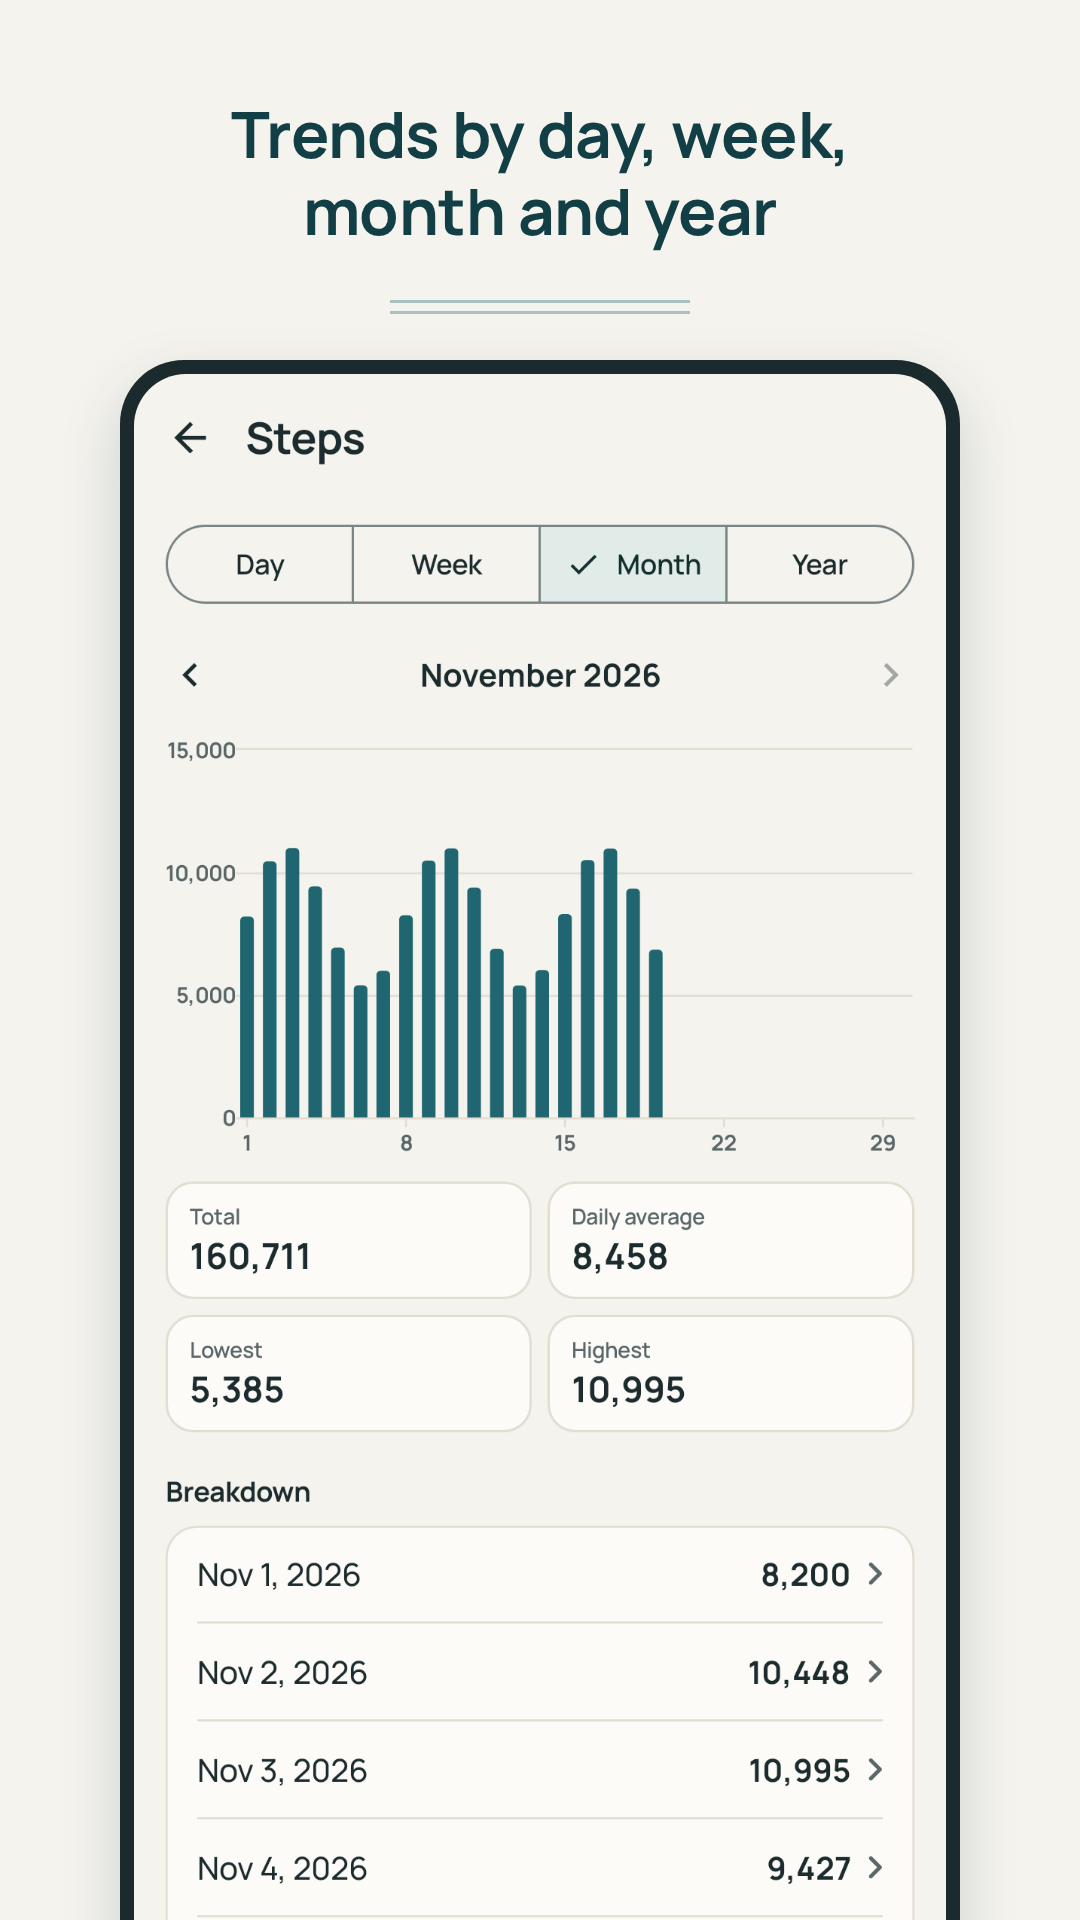 Trends by day, week,
month and year
Steps
Day Week Month Year
November 2026
15,000
10,000
5,000
0
1 8 15 22 29
Total Daily average
160,711 8,458
Lowest Highest
5,385 10,995
Breakdown
Nov 1, 2026 8,200
Nov 2, 2026 10,448
Nov 3, 2026 10,995
Nov 4, 2026 9,427